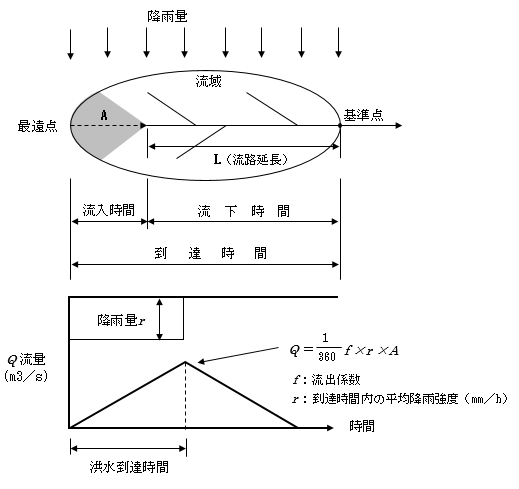 降雨量
流域
A
最遠点
基準点
L（流路延長）
流入時間
流下時間
到達時間
降雨量r
Q流量
(m3／s)
Q＝1/360 f×r×A
f：流出係数
r：到達時間内の平均降雨強度（mm／h）
時間
洪水到達時間